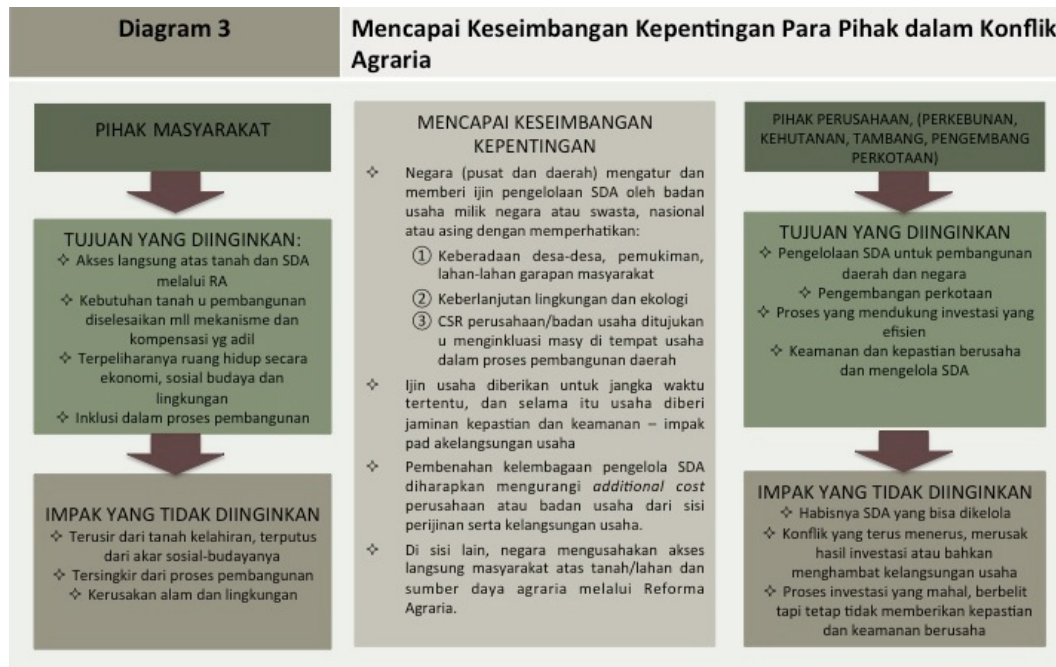 Diagram 3
Mencapai Keseimbangan Kepentingan Para Pihak dalam Konflik
Agraria
PIHAK MASYARAKAT
TUJUAN YANG DIINGINKAN:
❖ Akses langsung atas tanah dan SDA
melalui RA
❖ Kebutuhan tanah u pembangunan
diselesaikan mll mekanisme dan
kompensasi yg adil
❖ Terpeliharanya ruang hidup secara
ekonomi, sosial budaya dan
lingkungan
❖ Inklusi dalam proses pembangunan
IMPAK YANG TIDAK DIINGINKAN
❖ Terusir dari tanah kelahiran, terputus
dari akar sosial-budayanya
❖ Tersingkir dari proses pembangunan
❖ Kerusakan alam dan lingkungan
MENCAPAI KESEIMBANGAN
KEPENTINGAN
❖ Negara (pusat dan daerah) mengatur dan
memberi ijin pengelolaan SDA oleh badan
usaha milik negara atau swasta, nasional
atau asing dengan memperhatikan:
① Keberadaan desa-desa, pemukiman,
lahan-lahan garapan masyarakat
② Keberlanjutan lingkungan dan ekologi
③ CSR perusahaan/badan usaha ditujukan
u menginkluasi masy di tempat usaha
dalam proses pembangunan daerah
❖ Ijin usaha diberikan untuk jangka waktu
tertentu, dan selama itu usaha diberi
jaminan kepastian dan keamanan – impak
pad akelangsungan usaha
❖ Pembenahan kelembagaan pengelola SDA
diharapkan mengurangi additional cost
perusahaan atau badan usaha dari sisi
perijinan serta kelangsungan usaha.
❖ Di sisi lain, negara mengusahakan akses
langsung masyarakat atas tanah/lahan dan
sumber daya agraria melalui Reforma
Agraria.
PIHAK PERUSAHAAN, (PERKEBUNAN,
KEHUTANAN, TAMBANG, PENGEMBANG
PERKOTAAN)
TUJUAN YANG DIINGINKAN
❖ Pengelolaan SDA untuk pembangunan
daerah dan negara
❖ Pengembangan perkotaan
❖ Proses yang mendukung investasi yang
efisien
❖ Keamanan dan kepastian berusaha
dan mengelola SDA
IMPAK YANG TIDAK DIINGINKAN
❖ Habisnya SDA yang bisa dikelola
❖ Konflik yang terus menerus, merusak
hasil investasi atau bahkan
menghambat kelangsungan usaha
❖ Proses investasi yang mahal, berbelit
tapi tetap tidak memberikan kepastian
dan keamanan berusaha